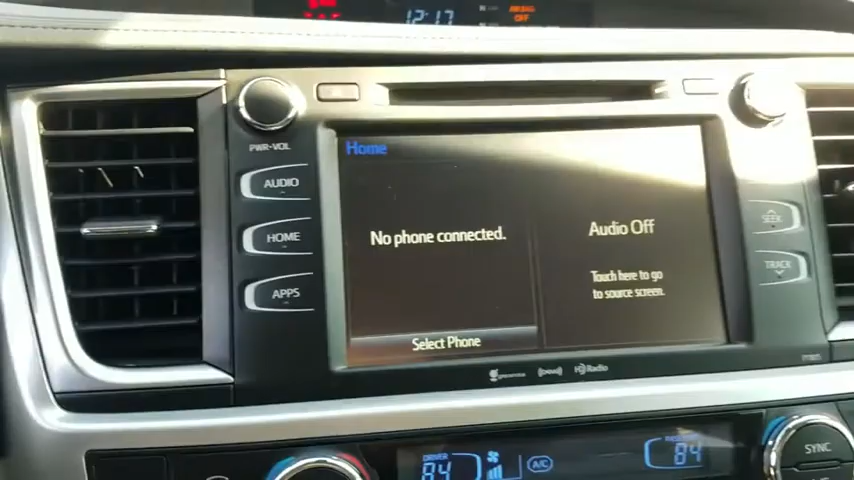 12:17
AIRBAG
OFF
PWR•VOL
Home
AUDIO
HOME
APPS
No phone connected.
Select Phone
Audio Off
Touch here to go
to source screen.
SEEK
TRACK
HD Radio
DRIVER
84
A/C
84
SYNC